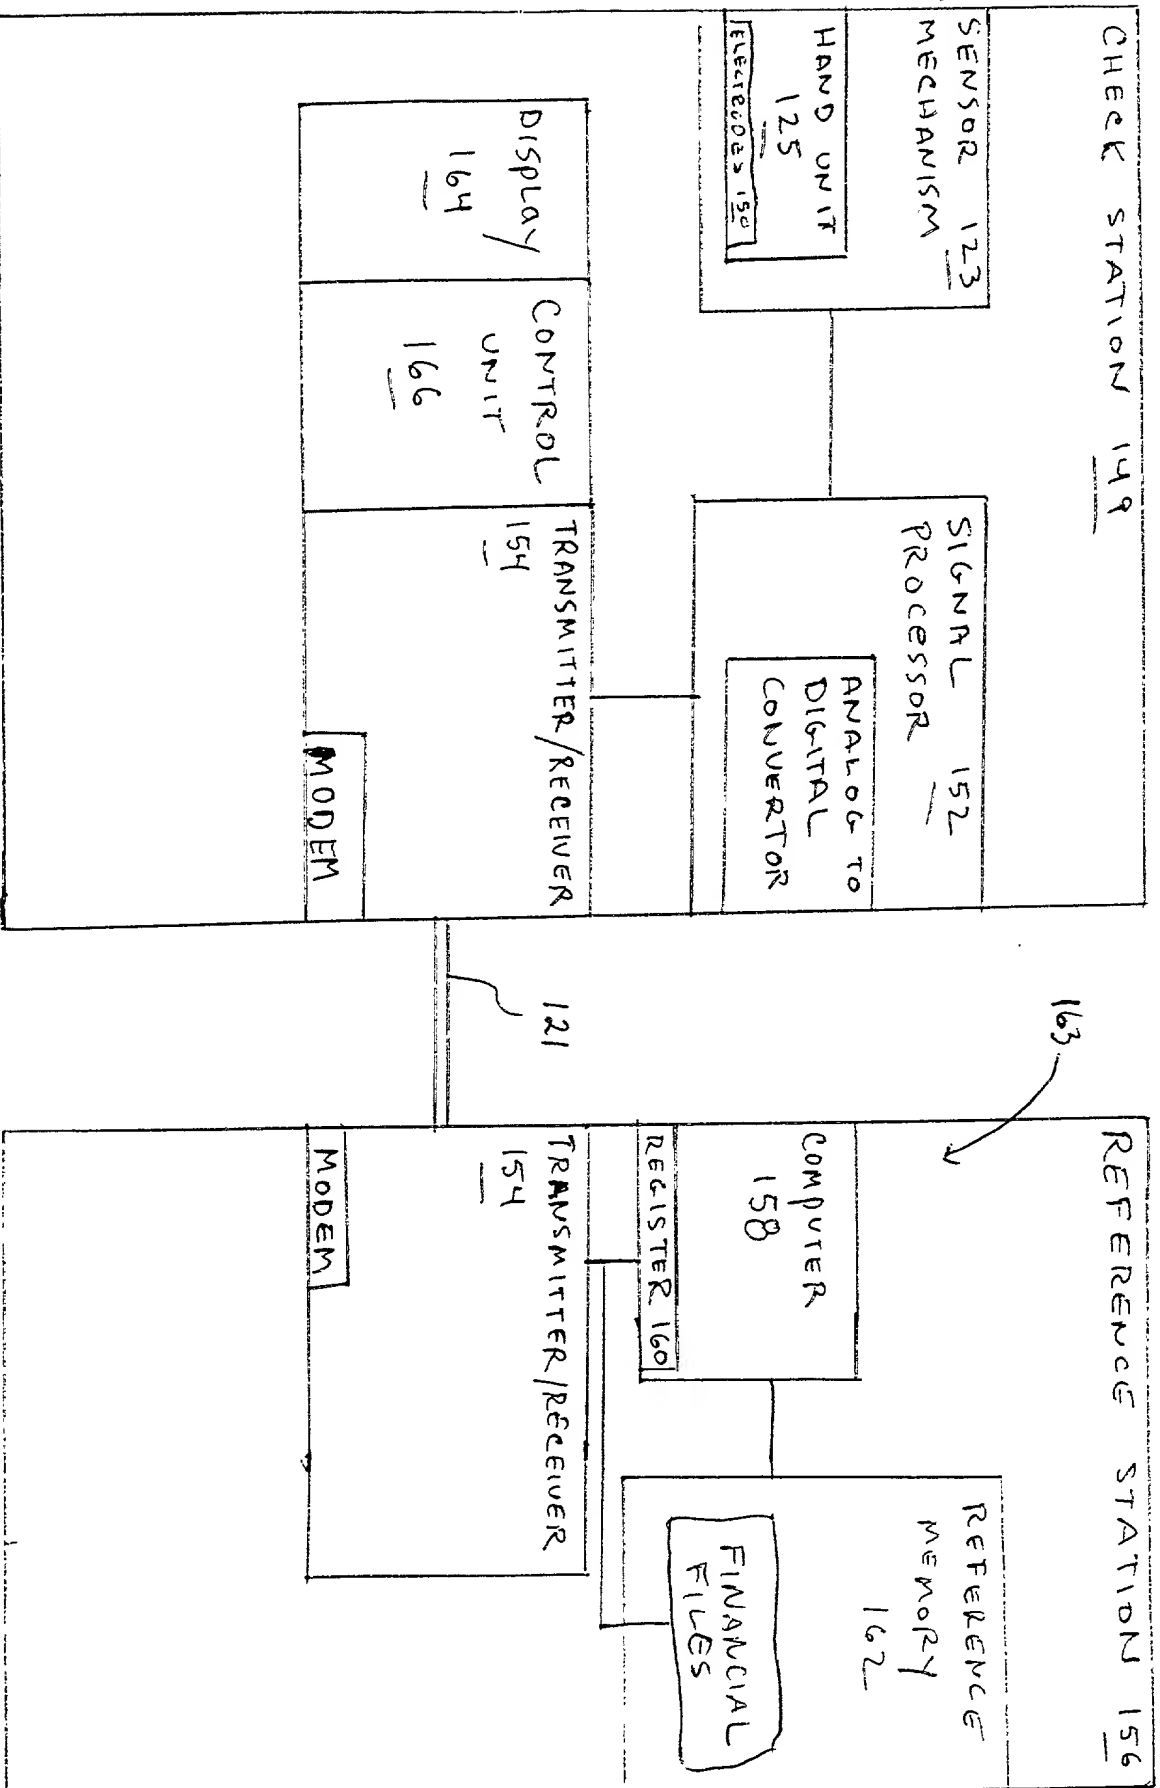 CHECK STATION 149
SENSOR 123
MECHANISM
HAND UNIT
125
ELECTRODES 150
SIGNAL 152
PROCESSOR
ANALOG TO
DIGITAL
CONVERTOR
DISPLAY
164
CONTROL
UNIT
166
TRANSMITTER/RECEIVER
154
MODEM
121
163
REFERENCE STATION 156
COMPUTER
158
REGISTER 160
REFERENCE
MEMORY
162
FINANCIAL
FILES
TRANSMITTER/RECEIVER
154
MODEM